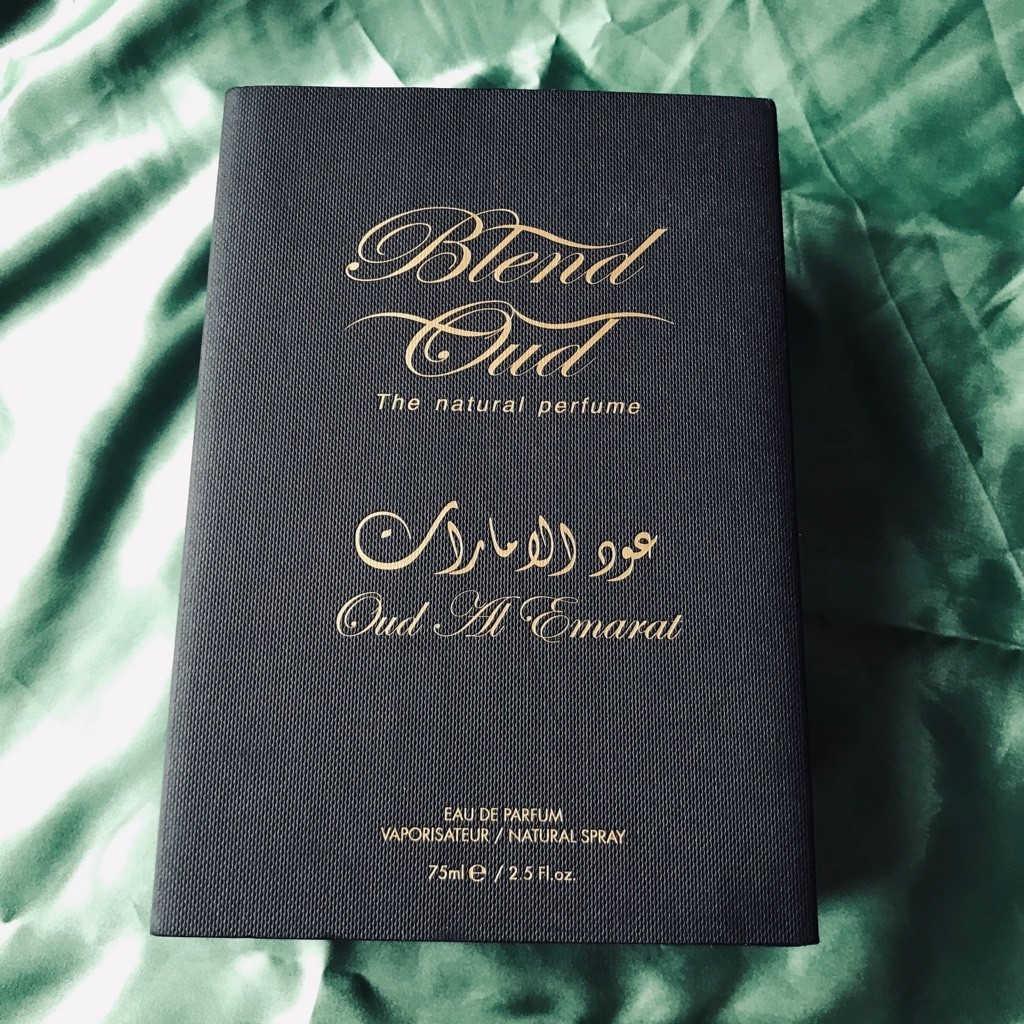 Blend
Oud
The natural perfume
عود الامارات
Oud Al Emarat
EAU DE PARFUM
VAPORISATEUR / NATURAL SPRAY
75ml ℮ / 2.5 Fl.oz.